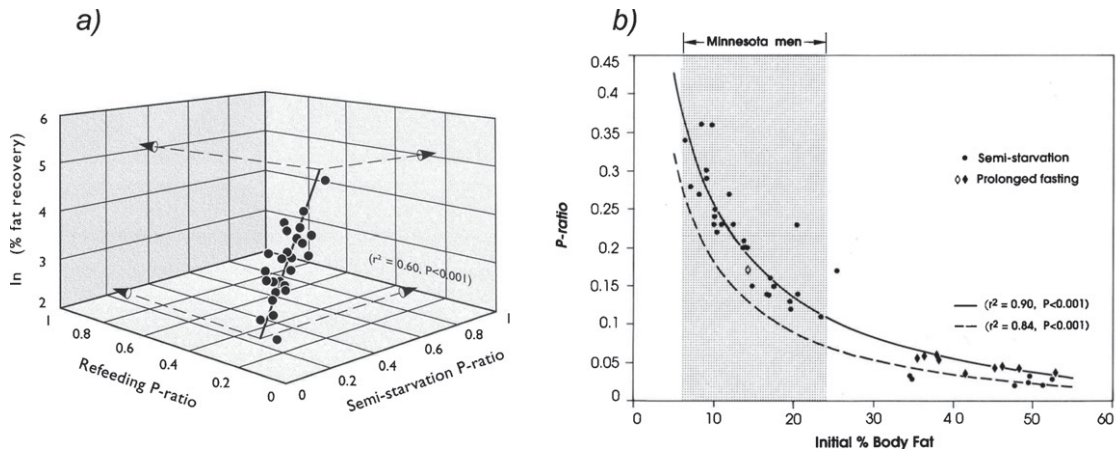 a)
ln (% fat recovery)
6
5
4
3
2
1
0.8
0.6
0.4
0.2
0
0
0.2
0.4
0.6
0.8
1
(r² = 0.60, P<0.001)
Refeeding P-ratio
Semi-starvation P-ratio
b)
Minnesota men
P-ratio
0.45
0.40
0.35
0.30
0.25
0.20
0.15
0.10
0.05
0
0 10 20 30 40 50 60
Initial % Body Fat
Semi-starvation
Prolonged fasting
(r² = 0.90, P<0.001)
(r² = 0.84, P<0.001)